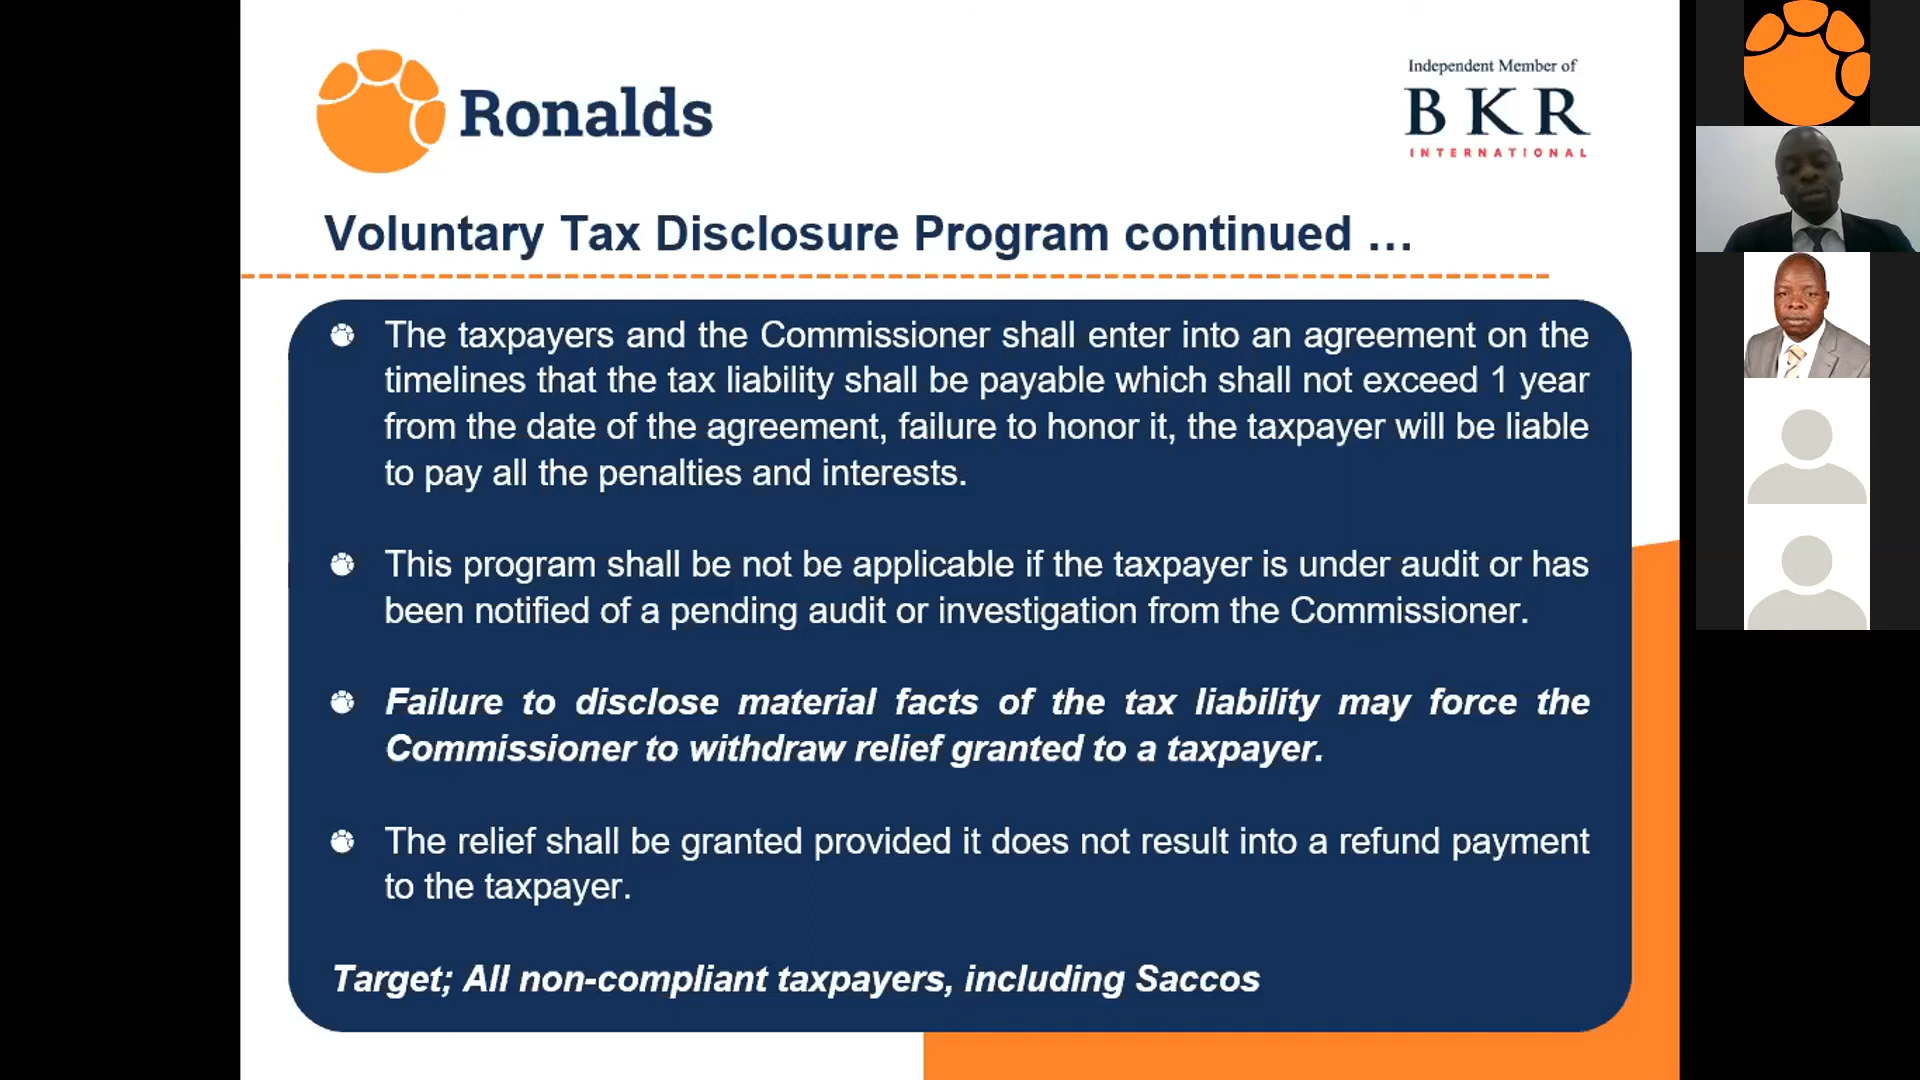 Ronalds
Independent Member of
BKR
INTERNATIONAL
Voluntary Tax Disclosure Program continued ...
The taxpayers and the Commissioner shall enter into an agreement on the
timelines that the tax liability shall be payable which shall not exceed 1 year
from the date of the agreement, failure to honor it, the taxpayer will be liable
to pay all the penalties and interests.
This program shall be not be applicable if the taxpayer is under audit or has
been notified of a pending audit or investigation from the Commissioner.
Failure to disclose material facts of the tax liability may force the
Commissioner to withdraw relief granted to a taxpayer.
The relief shall be granted provided it does not result into a refund payment
to the taxpayer.
Target; All non-compliant taxpayers, including Saccos